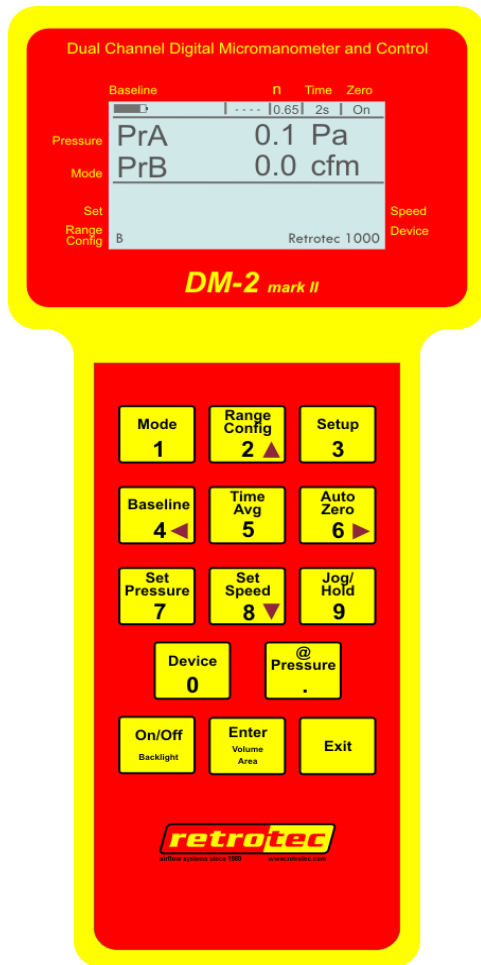 Dual Channel Digital Micromanometer and Control
Baseline n Time Zero
- - - - 0.65 2s On
Pressure PrA 0.1 Pa
Mode PrB 0.0 cfm
Set Speed
Range
Config B Retrotec 1000 Device
DM-2 mark II
Mode
1
Range
Config
2
Setup
3
Baseline
4
Time
Avg
5
Auto
Zero
6
Set
Pressure
7
Set
Speed
8
Jog/
Hold
9
Device
0
@
Pressure
.
On/Off
Backlight
Enter
Volume
Area
Exit
retrotec
airflow systems since 1980 www.retrotec.com